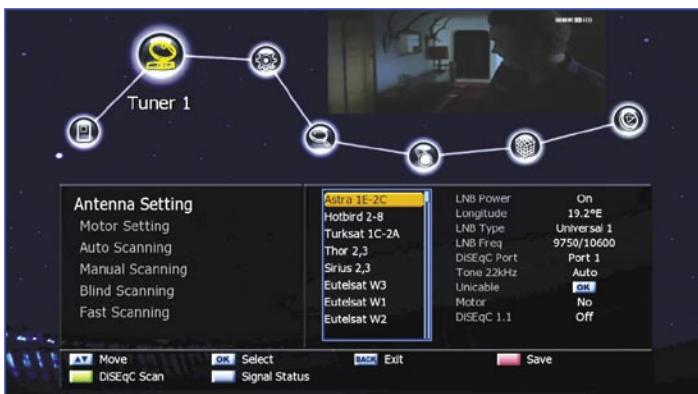 Tuner 1
Antenna Setting
Motor Setting
Auto Scanning
Manual Scanning
Blind Scanning
Fast Scanning
Astra 1E-2C
Hotbird 2-8
Turksat 1C-2A
Thor 2,3
Sirius 2,3
Eutelsat W3
Eutelsat W1
Eutelsat W2
LNB Power On
Longitude 19.2°E
LNB Type Universal 1
LNB Freq 9750/10600
DiSEqC Port Port 1
Tone 22kHz Auto
Unicable OK
Motor No
DiSEqC 1.1 Off
Move OK Select BACK Exit Save
DiSEqC Scan Signal Status